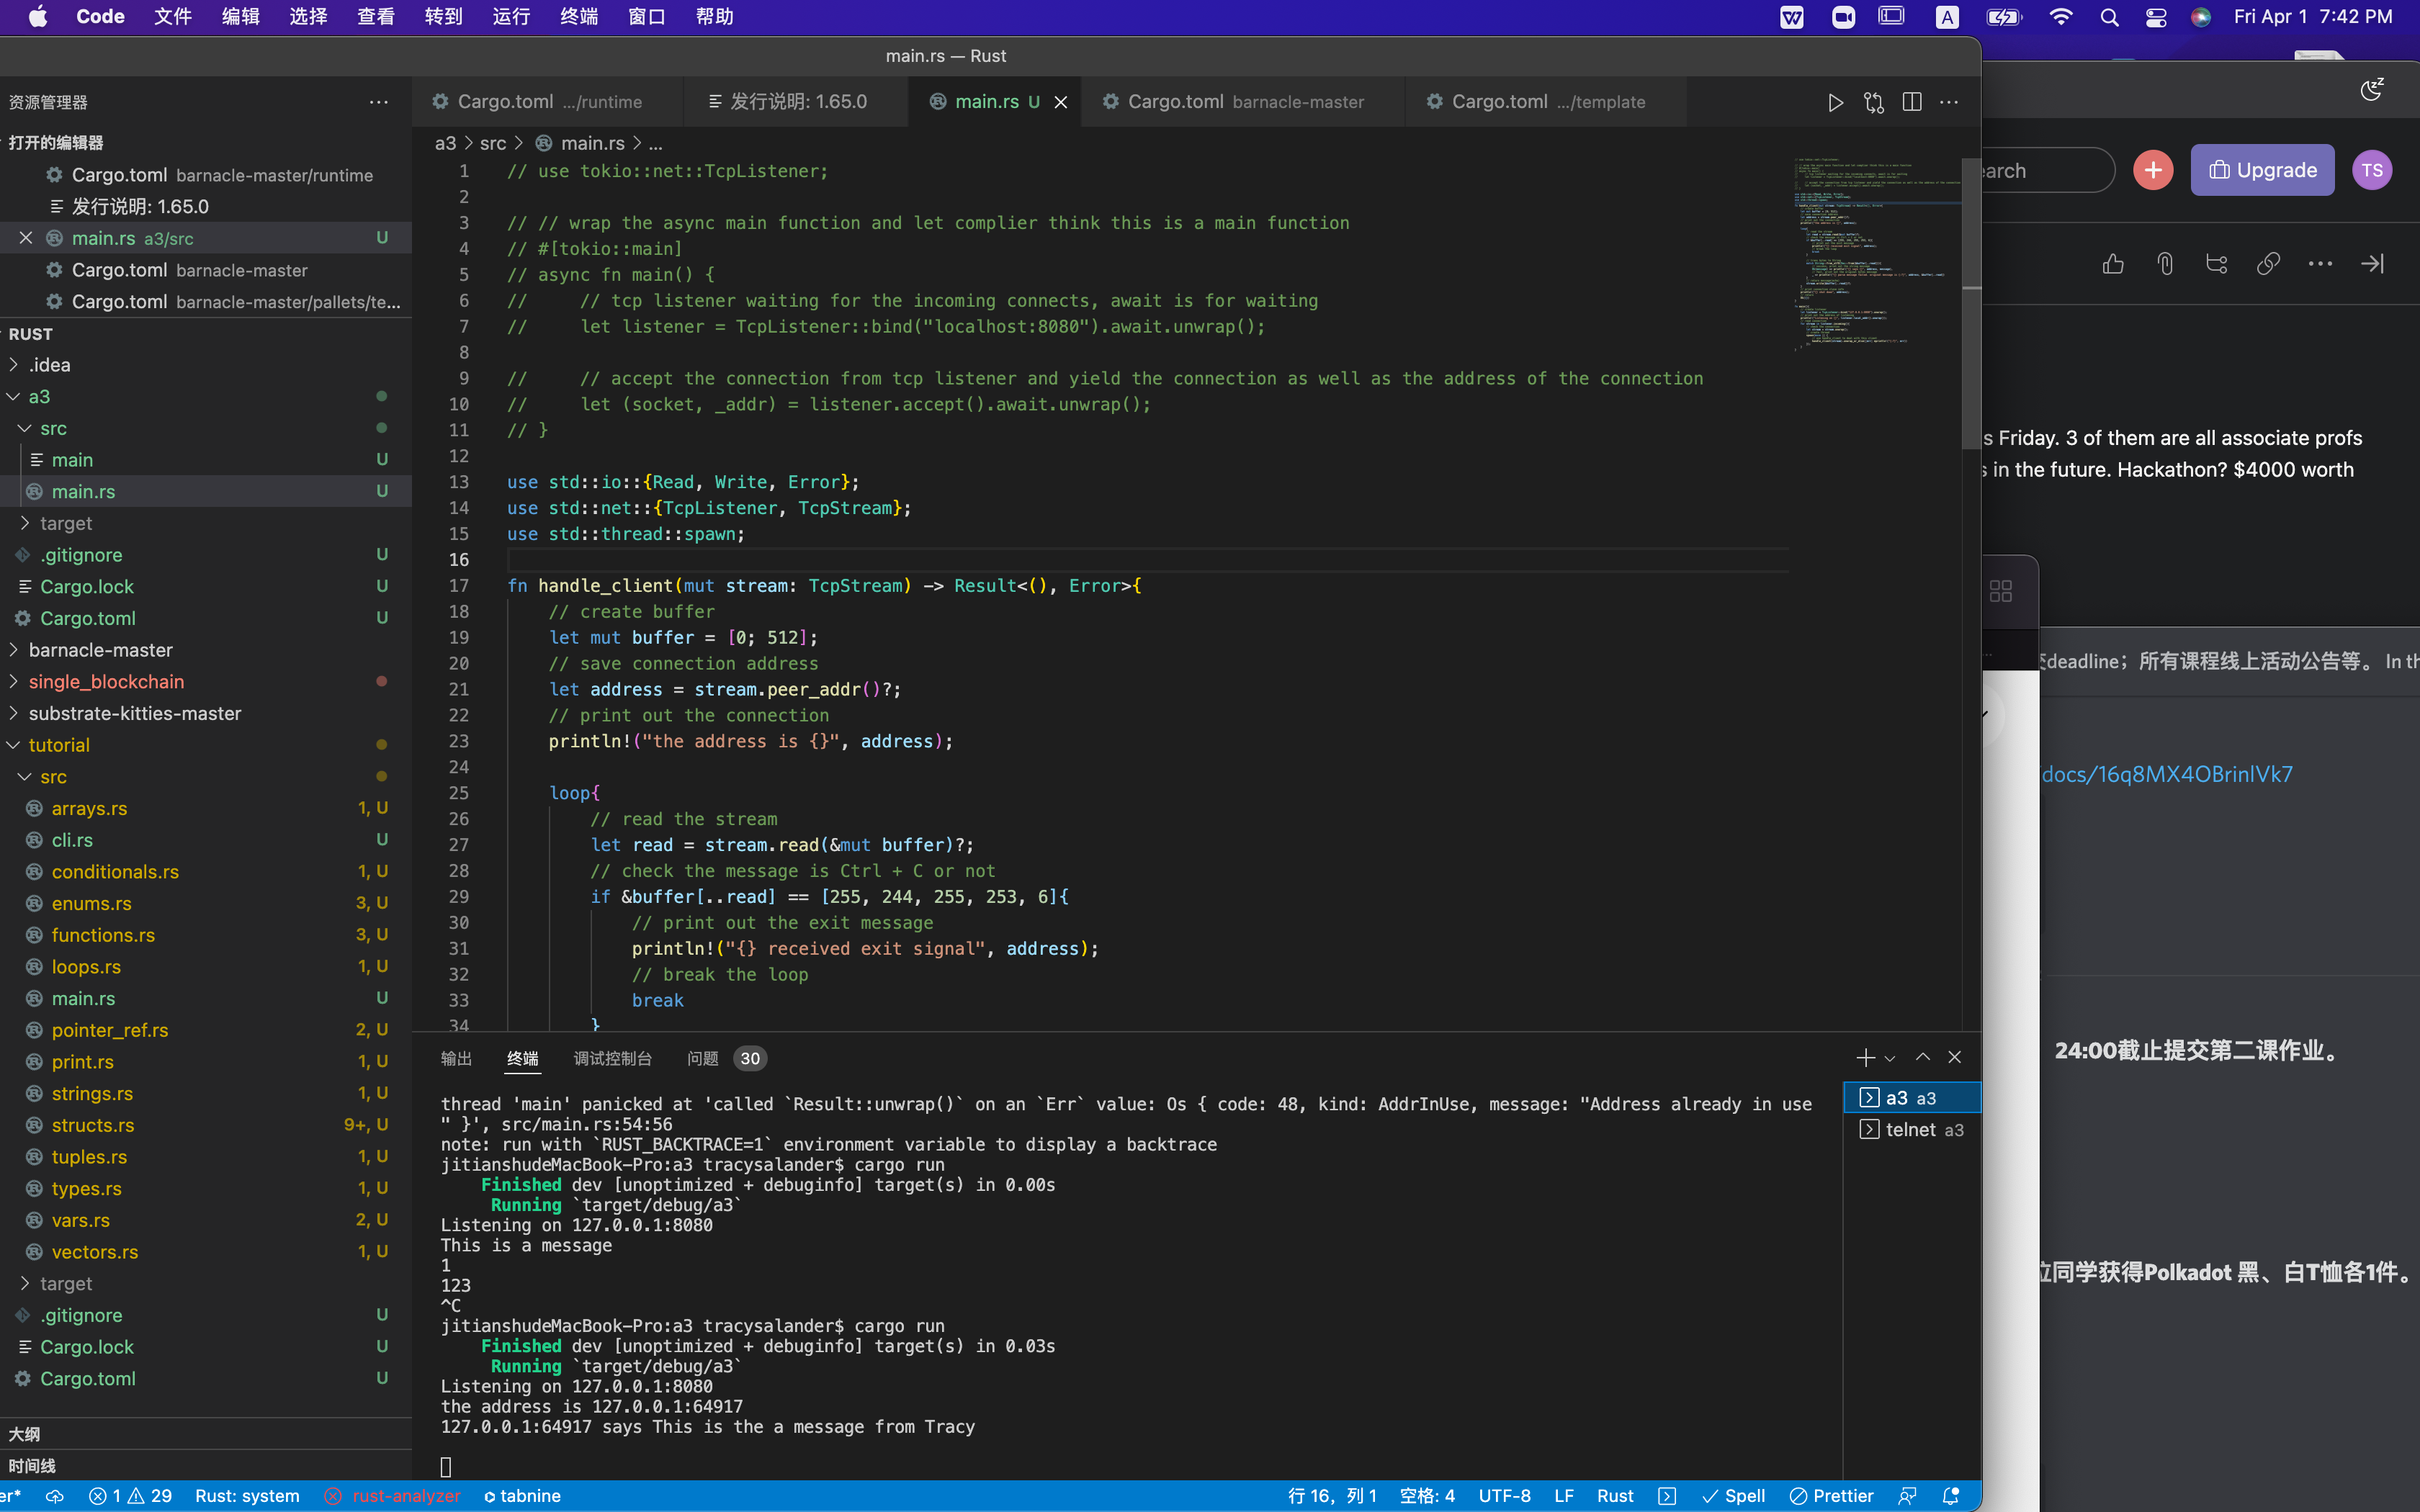 Code 文件 编辑 选择 查看 转到 运行 终端 窗口 帮助 A Fri Apr 1 7:42 PM
main.rs — Rust
资源管理器
打开的编辑器
Cargo.toml barnacle-master/runtime
发行说明: 1.65.0
main.rs a3/src U
Cargo.toml barnacle-master
Cargo.toml barnacle-master/pallets/te...
RUST
.idea
a3
src
main U
main.rs U
target
.gitignore U
Cargo.lock U
Cargo.toml U
barnacle-master
single_blockchain
substrate-kitties-master
tutorial
src
arrays.rs 1, U
cli.rs U
conditionals.rs 1, U
enums.rs 3, U
functions.rs 3, U
loops.rs 1, U
main.rs U
pointer_ref.rs 2, U
print.rs 1, U
strings.rs 1, U
structs.rs 9+, U
tuples.rs 1, U
types.rs 1, U
vars.rs 2, U
vectors.rs 1, U
target
.gitignore U
Cargo.lock U
Cargo.toml U
大纲
时间线
Cargo.toml .../runtime 发行说明: 1.65.0 main.rs U Cargo.toml barnacle-master Cargo.toml .../template
a3 > src > main.rs > ...
1 // use tokio::net::TcpListener;
2
3 // // wrap the async main function and let complier think this is a main function
4 // #[tokio::main]
5 // async fn main() {
6 //     // tcp listener waiting for the incoming connects, await is for waiting
7 //     let listener = TcpListener::bind("localhost:8080").await.unwrap();
8
9 //     // accept the connection from tcp listener and yield the connection as well as the address of the connection
10 //     let (socket, _addr) = listener.accept().await.unwrap();
11 // }
12
13 use std::io::{Read, Write, Error};
14 use std::net::{TcpListener, TcpStream};
15 use std::thread::spawn;
16
17 fn handle_client(mut stream: TcpStream) -> Result<(), Error>{
18     // create buffer
19     let mut buffer = [0; 512];
20     // save connection address
21     let address = stream.peer_addr()?;
22     // print out the connection
23     println!("the address is {}", address);
24
25     loop{
26         // read the stream
27         let read = stream.read(&mut buffer)?;
28         // check the message is Ctrl + C or not
29         if &buffer[..read] == [255, 244, 255, 253, 6]{
30             // print out the exit message
31             println!("{} received exit signal", address);
32             // break the loop
33             break
34         }
输出 终端 调试控制台 问题 30
thread 'main' panicked at 'called `Result::unwrap()` on an `Err` value: Os { code: 48, kind: AddrInUse, message: "Address already in use
" }', src/main.rs:54:56
note: run with `RUST_BACKTRACE=1` environment variable to display a backtrace
jitianshudeMacBook-Pro:a3 tracysalander$ cargo run
Finished dev [unoptimized + debuginfo] target(s) in 0.00s
Running `target/debug/a3`
Listening on 127.0.0.1:8080
This is a message
1
123
^C
jitianshudeMacBook-Pro:a3 tracysalander$ cargo run
Finished dev [unoptimized + debuginfo] target(s) in 0.03s
Running `target/debug/a3`
Listening on 127.0.0.1:8080
the address is 127.0.0.1:64917
127.0.0.1:64917 says This is the a message from Tracy
a3 a3
telnet a3
er* 1 29 Rust: system rust-analyzer tabnine 行 16, 列 1 空格: 4 UTF-8 LF Rust Spell Prettier
earch Upgrade TS
s Friday. 3 of them are all associate profs
s in the future. Hackathon? $4000 worth
deadline；所有课程线上活动公告等。 In th
/docs/16q8MX4OBrinlVk7
24:00截止提交第二课作业。
位同学获得Polkadot 黑、白T恤各1件。